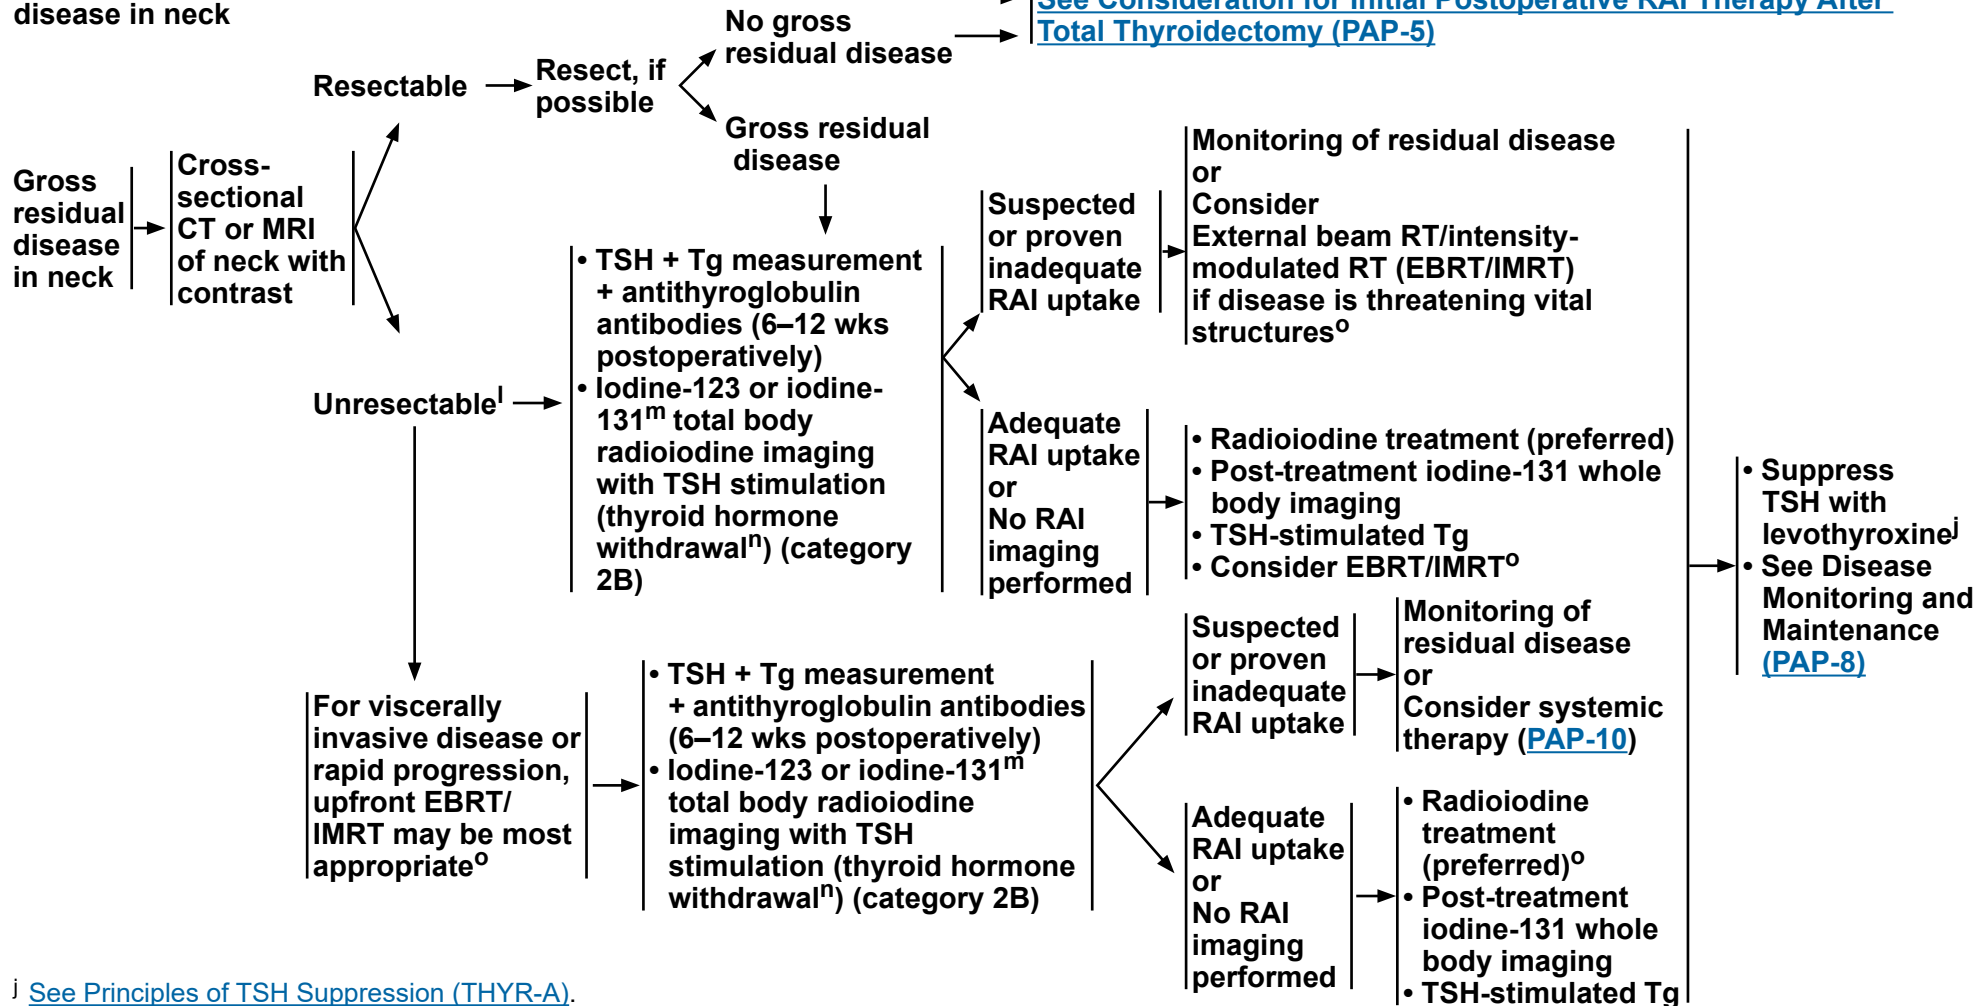 disease in neck
No gross
residual disease
See Consideration for Initial Postoperative RAI Therapy After
Total Thyroidectomy (PAP-5)
Resectable
Resect, if
possible
Gross residual
disease
Gross
residual
disease
in neck
Cross-
sectional
CT or MRI
of neck with
contrast
Unresectablel
• TSH + Tg measurement
+ antithyroglobulin
antibodies (6–12 wks
postoperatively)
• Iodine-123 or iodine-
131m total body
radioiodine imaging
with TSH stimulation
(thyroid hormone
withdrawaln) (category
2B)
Suspected
or proven
inadequate
RAI uptake
Monitoring of residual disease
or
Consider
External beam RT/intensity-
modulated RT (EBRT/IMRT)
if disease is threatening vital
structureso
Adequate
RAI uptake
or
No RAI
imaging
performed
• Radioiodine treatment (preferred)
• Post-treatment iodine-131 whole
body imaging
• TSH-stimulated Tg
• Consider EBRT/IMRTo
For viscerally
invasive disease or
rapid progression,
upfront EBRT/
IMRT may be most
appropriateo
• TSH + Tg measurement
+ antithyroglobulin antibodies
(6–12 wks postoperatively)
• Iodine-123 or iodine-131m
total body radioiodine
imaging with TSH
stimulation (thyroid hormone
withdrawaln) (category 2B)
Suspected
or proven
inadequate
RAI uptake
Monitoring of
residual disease
or
Consider systemic
therapy (PAP-10)
Adequate
RAI uptake
or
No RAI
imaging
performed
• Radioiodine
treatment
(preferred)o
• Post-treatment
iodine-131 whole
body imaging
• TSH-stimulated Tg
• Suppress
TSH with
levothyroxinej
• See Disease
Monitoring and
Maintenance
(PAP-8)
j See Principles of TSH Suppression (THYR-A).